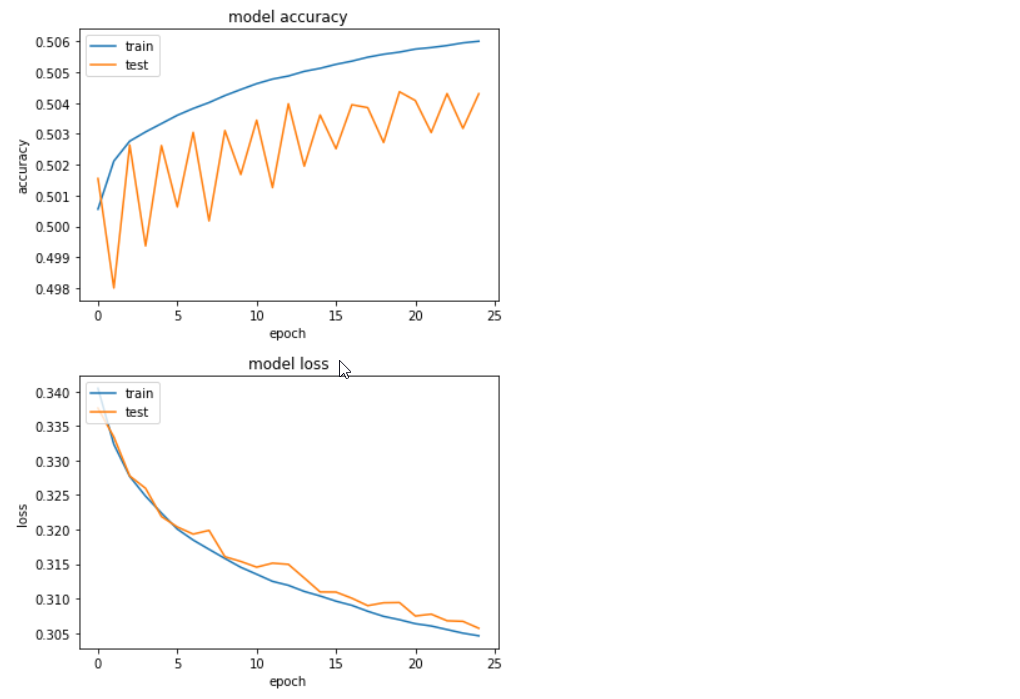 model accuracy
train
test
0.506
0.505
0.504
0.503
0.502
0.501
0.500
0.499
0.498
accuracy
0 5 10 15 20 25
epoch
model loss
train
test
0.340
0.335
0.330
0.325
0.320
0.315
0.310
0.305
loss
0 5 10 15 20 25
epoch